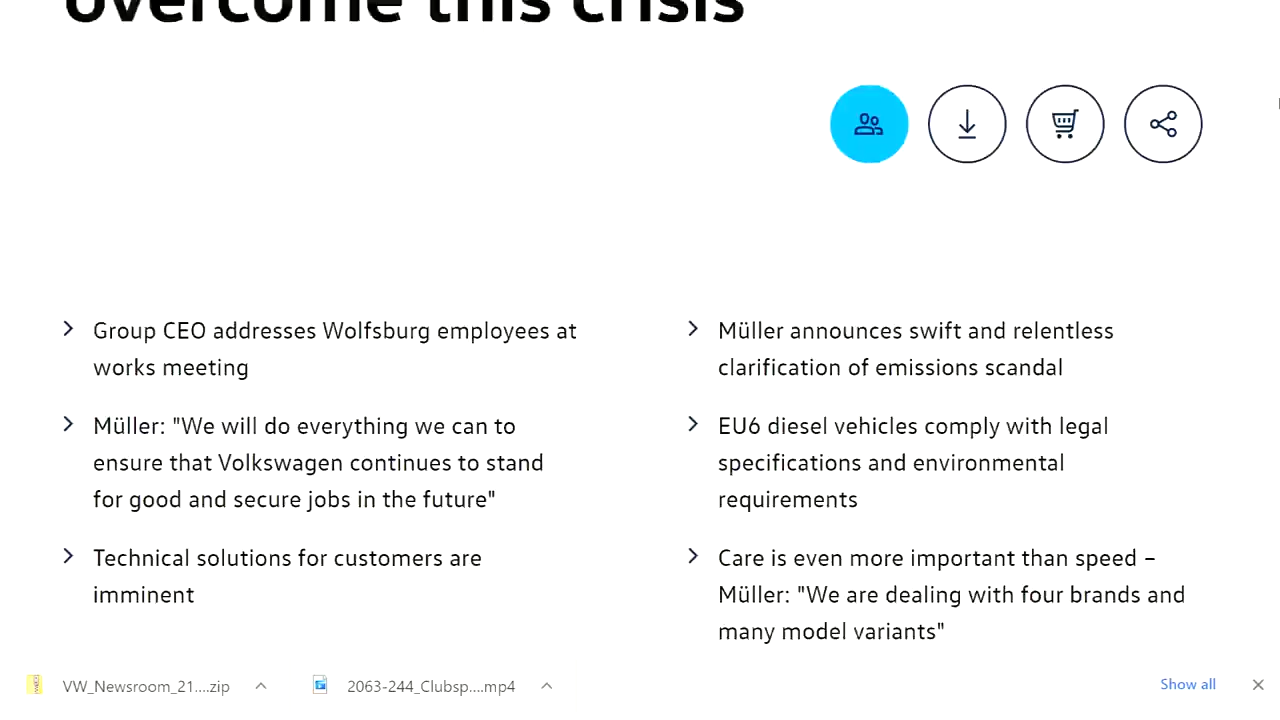 overcome this crisis
Group CEO addresses Wolfsburg employees at
works meeting
Müller: "We will do everything we can to
ensure that Volkswagen continues to stand
for good and secure jobs in the future"
Technical solutions for customers are
imminent
Müller announces swift and relentless
clarification of emissions scandal
EU6 diesel vehicles comply with legal
specifications and environmental
requirements
Care is even more important than speed –
Müller: "We are dealing with four brands and
many model variants"
VW_Newsroom_21....zip
2063-244_Clubsp....mp4
Show all